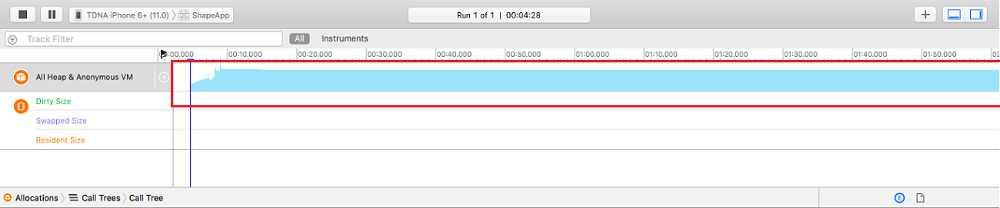 TDNA iPhone 6+ (11.0) 〉 ShapeApp
Run 1 of 1 | 00:04:28
Track Filter
All Instruments
00:00.000 00:10.000 00:20.000 00:30.000 00:40.000 00:50.000 01:00.000 01:10.000 01:20.000 01:30.000 01:40.000 01:50.000
All Heap & Anonymous VM
Dirty Size
Swapped Size
Resident Size
Allocations 〉 Call Trees 〉 Call Tree
E